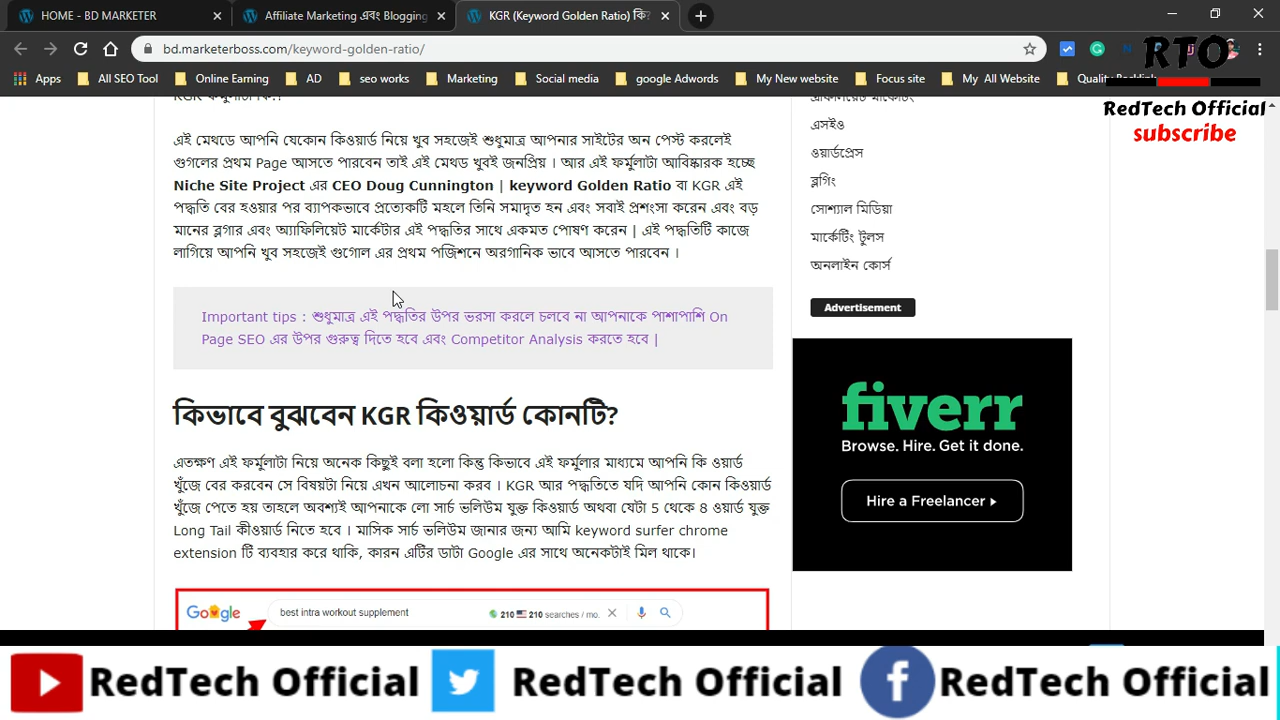 HOME - BD MARKETER
Affiliate Marketing এবং Blogging
KGR (Keyword Golden Ratio) কি?
bd.marketerboss.com/keyword-golden-ratio/
Apps
All SEO Tool
Online Earning
AD
seo works
Marketing
Social media
google Adwords
My New website
Focus site
My All Website
RTO
RedTech Official
subscribe
এই মেথডে আপনি যেকোন কিওয়ার্ড নিয়ে খুব সহজেই শুধুমাত্র আপনার সাইটের অন পেস্ট করলেই
গুগলের প্রথম Page আসতে পারবেন তাই এই মেথড খুবই জনপ্রিয় । আর এই ফর্মুলাটা আবিষ্কারক হচ্ছে
Niche Site Project এর CEO Doug Cunnington | keyword Golden Ratio বা KGR এই
পদ্ধতি বের হওয়ার পর ব্যাপকভাবে প্রত্যেকটি মহলে তিনি সমাদৃত হন এবং সবাই প্রশংসা করেন এবং বড়
মানের ব্লগার এবং অ্যাফিলিয়েট মার্কেটার এই পদ্ধতির সাথে একমত পোষণ করেন | এই পদ্ধতিটি কাজে
লাগিয়ে আপনি খুব সহজেই গুগোল এর প্রথম পজিশনে অরগানিক ভাবে আসতে পারবেন ।
Important tips : শুধুমাত্র এই পদ্ধতির উপর ভরসা করলে চলবে না আপনাকে পাশাপাশি On
Page SEO এর উপর গুরুত্ব দিতে হবে এবং Competitor Analysis করতে হবে |
কিভাবে বুঝবেন KGR কিওয়ার্ড কোনটি?
এতক্ষণ এই ফর্মুলাটা নিয়ে অনেক কিছুই বলা হলো কিন্তু কিভাবে এই ফর্মুলার মাধ্যমে আপনি কি ওয়ার্ড
খুঁজে বের করবেন সে বিষয়টা নিয়ে এখন আলোচনা করব । KGR আর পদ্ধতিতে যদি আপনি কোন কিওয়ার্ড
খুঁজে পেতে হয় তাহলে অবশ্যই আপনাকে লো সার্চ ভলিউম যুক্ত কিওয়ার্ড অথবা যেটা 5 থেকে 8 ওয়ার্ড যুক্ত
Long Tail কীওয়ার্ড নিতে হবে । মাসিক সার্চ ভলিউম জানার জন্য আমি keyword surfer chrome
extension টি ব্যবহার করে থাকি, কারন এটির ডাটা Google এর সাথে অনেকটাই মিল থাকে।
Google best intra workout supplement 210 210 searches / mo.
এসইও
ওয়ার্ডপ্রেস
ব্লগিং
সোশ্যাল মিডিয়া
মার্কেটিং টুলস
অনলাইন কোর্স
Advertisement
fiverr
Browse. Hire. Get it done.
Hire a Freelancer
RedTech Official
RedTech Official
RedTech Official